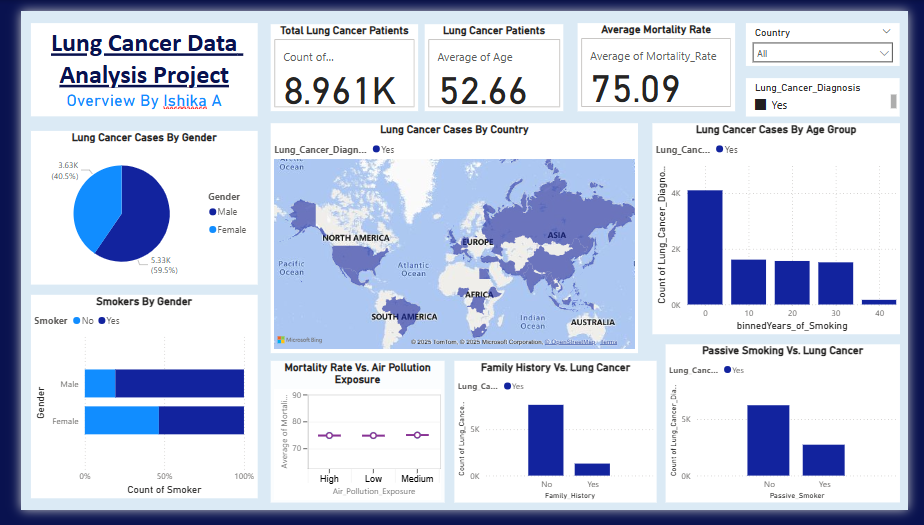 Lung Cancer Data
Analysis Project
Overview By Ishika A
Total Lung Cancer Patients
Count of...
8.961K
Lung Cancer Patients
Average of Age
52.66
Average Mortality Rate
Average of Mortality_Rate
75.09
Country
All
Lung_Cancer_Diagnosis
Yes
Lung Cancer Cases By Gender
3.63K
(40.5%)
5.33K
(59.5%)
Gender
Male
Female
Lung Cancer Cases By Country
Lung_Cancer_Diagn... Yes
Arctic
Ocean
NORTH AMERICA
EUROPE
ASIA
Pacific
Ocean
Atlantic
Ocean
AFRICA
SOUTH AMERICA
Indian
Ocean
AUSTRALIA
Microsoft Bing
© 2025 TomTom, © 2025 Microsoft Corporation, © OpenStreetMap Terms
Lung Cancer Cases By Age Group
Lung_Canc... Yes
Count of Lung_Cancer_Diagno...
4K
2K
0K
0 10 20 30 40
binnedYears_of_Smoking
Smokers By Gender
Smoker No Yes
Gender
Male
Female
0% 50% 100%
Count of Smoker
Mortality Rate Vs. Air Pollution
Exposure
Average of Mortali...
90
80
70
High Low Medium
Air_Pollution_Exposure
Family History Vs. Lung Cancer
Lung_Ca... Yes
Count of Lung_Cance...
5K
0K
No Yes
Family_History
Passive Smoking Vs. Lung Cancer
Lung_Canc... Yes
Count of Lung_Cancer_Dia...
5K
0K
No Yes
Passive_Smoker